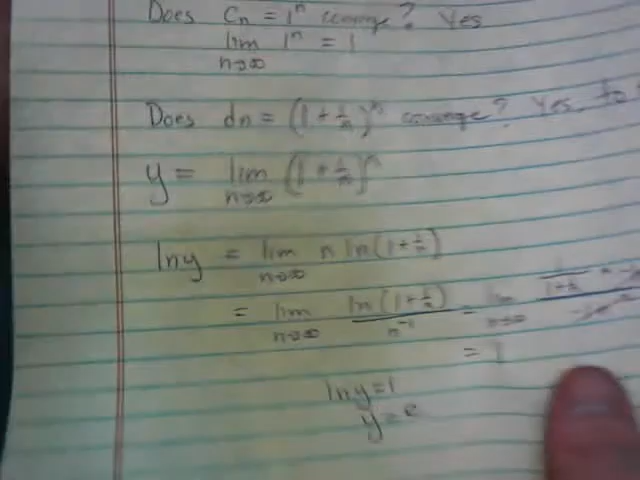 Does Cn = 1^n converge? Yes
lim n→∞ 1^n = 1
Does dn = (1 + 1/n)^n converge? Yes
y = lim n→∞ (1 + 1/n)^n
ln y = lim n→∞ n ln(1 + 1/n)
= lim n→∞ ln(1 + 1/n) / n^-1 = lim n→∞
= 1
ln y = 1
y = e